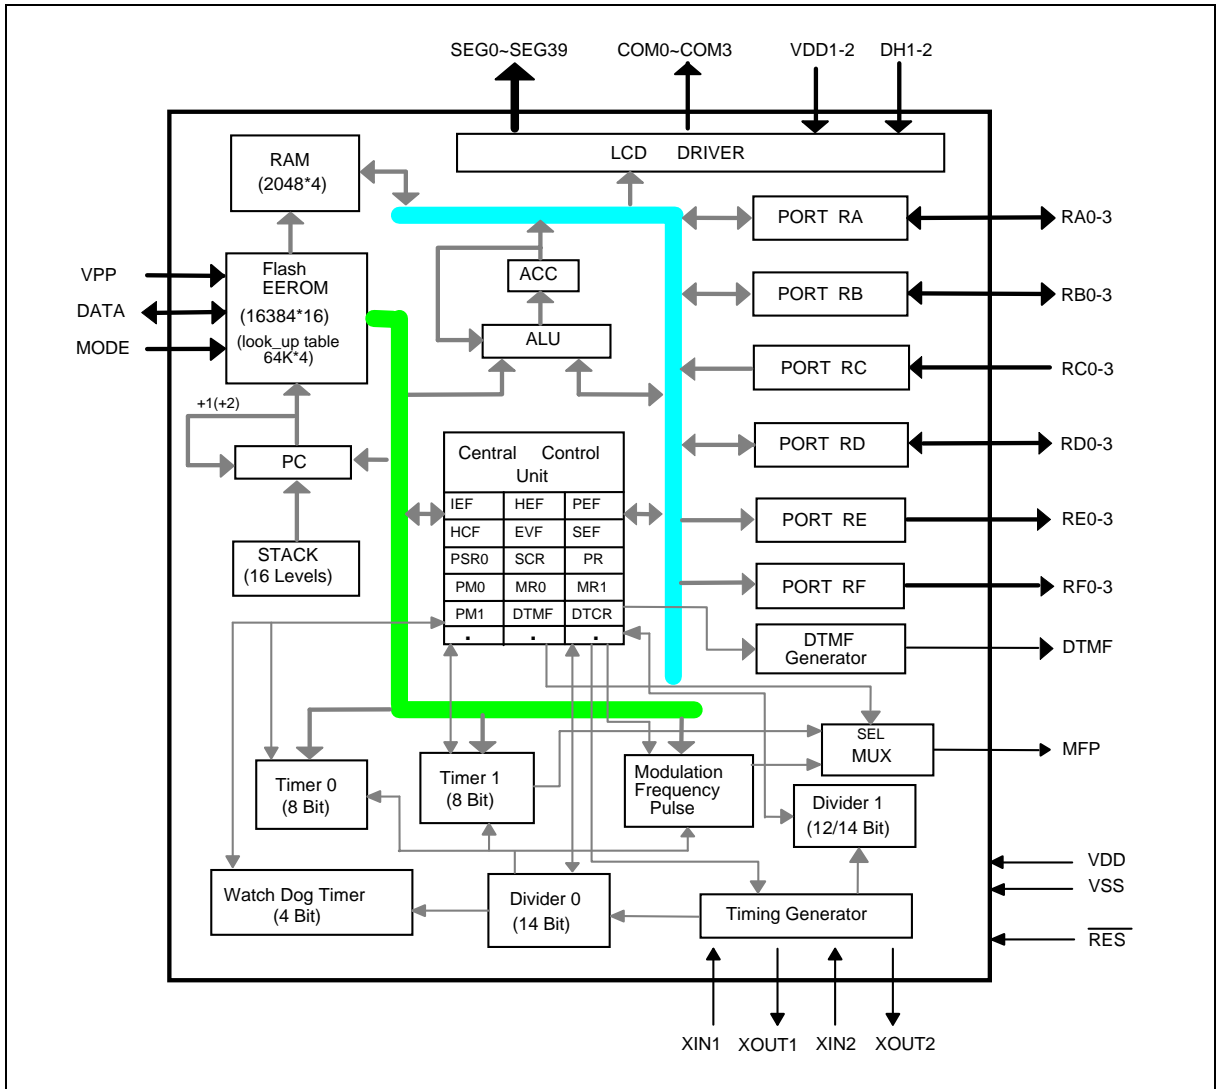 SEG0~SEG39 COM0~COM3 VDD1-2 DH1-2
LCD DRIVER
RAM
(2048*4)
PORT RA
RA0-3
VPP
DATA
MODE
Flash
EEROM
(16384*16)
(look_up table
64K*4)
ACC
ALU
PORT RB
RB0-3
PORT RC
RC0-3
+1(+2)
PC
PORT RD
RD0-3
Central Control
Unit
IEF HEF PEF
HCF EVF SEF
PSR0 SCR PR
PM0 MR0 MR1
PM1 DTMF DTCR
. . .
STACK
(16 Levels)
PORT RE
RE0-3
PORT RF
RF0-3
DTMF
Generator
DTMF
SEL
MUX
MFP
Timer 0
(8 Bit)
Timer 1
(8 Bit)
Modulation
Frequency
Pulse
Divider 1
(12/14 Bit)
VDD
VSS
RES
Watch Dog Timer
(4 Bit)
Divider 0
(14 Bit)
Timing Generator
XIN1 XOUT1 XIN2 XOUT2